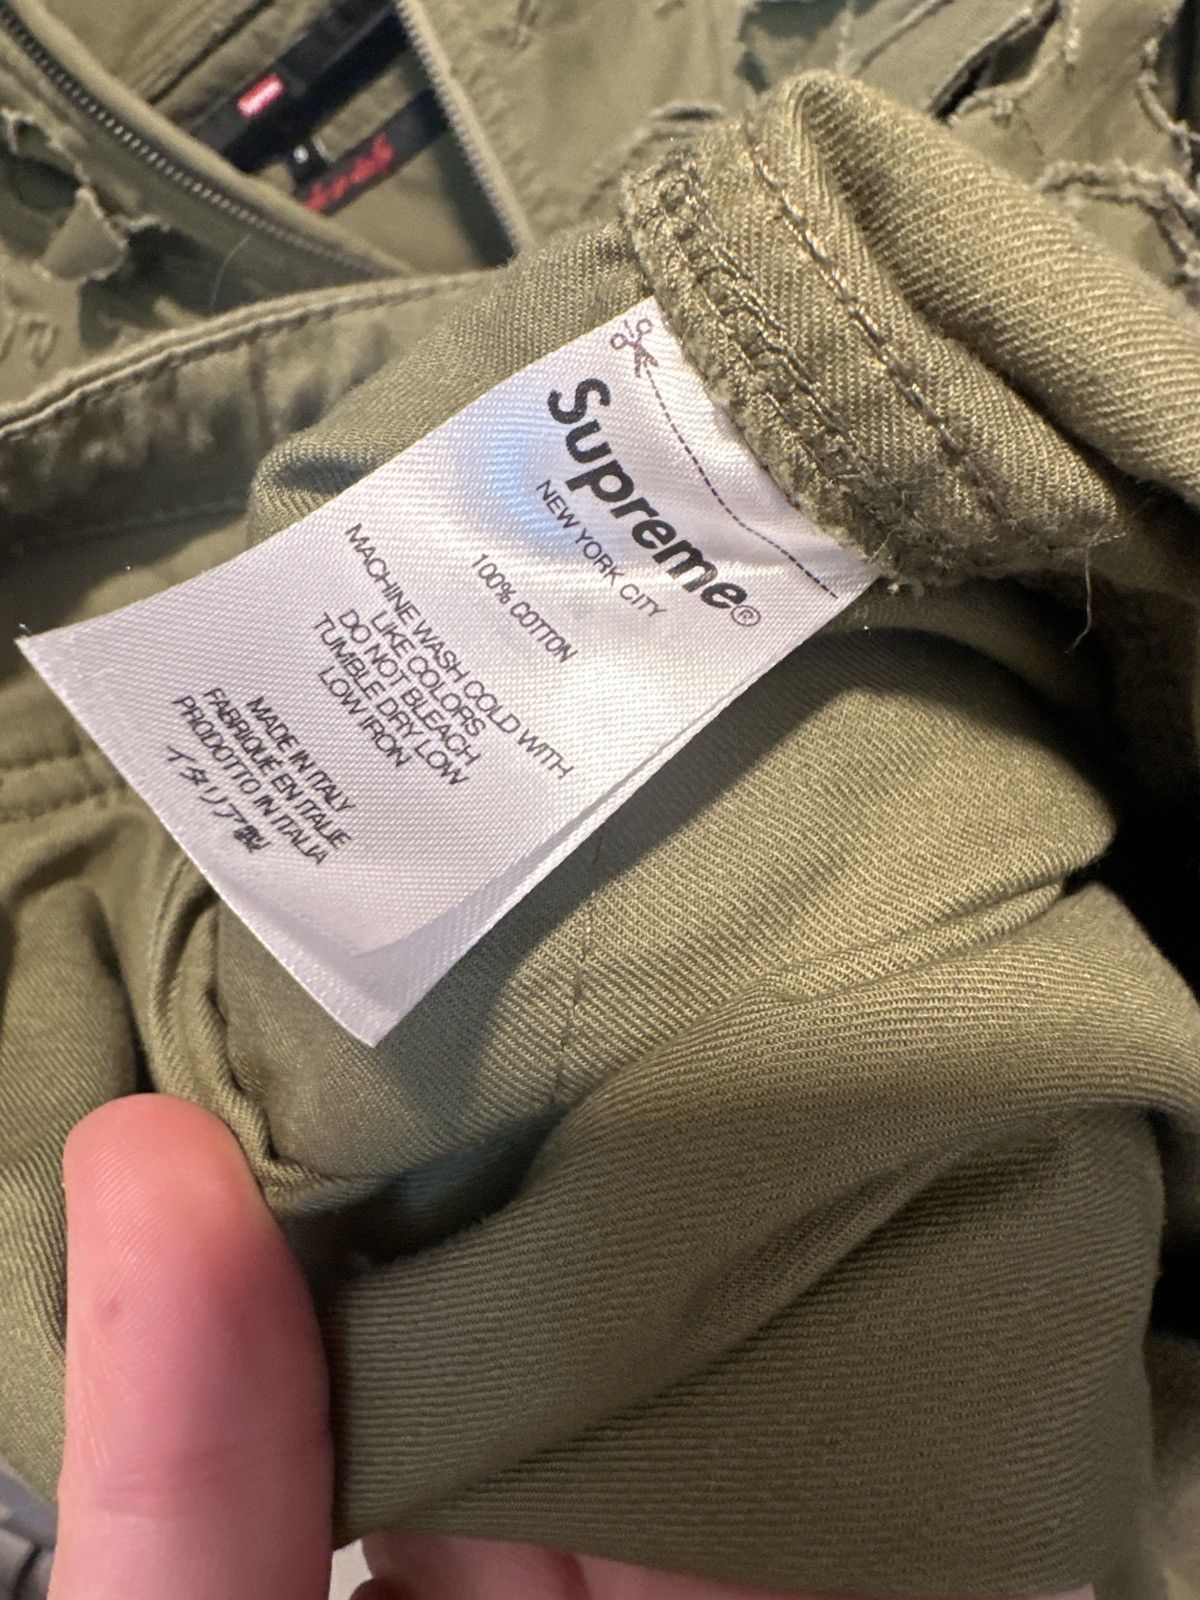 Supreme®
NEW YORK CITY
100% COTTON
MACHINE WASH COLD WITH
LIKE COLORS
DO NOT BLEACH
TUMBLE DRY LOW
LOW IRON
MADE IN ITALY
FABRIQUE EN ITALIE
PRODOTTO IN ITALIA
イタリア製